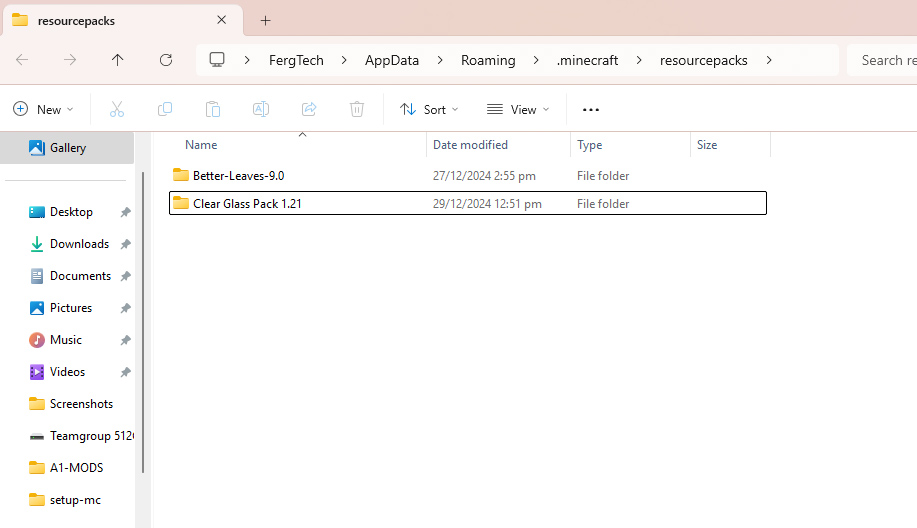 resourcepacks
FergTech > AppData > Roaming > .minecraft > resourcepacks >
Search re
New
Sort
View
Name
Date modified
Type
Size
Gallery
Better-Leaves-9.0 27/12/2024 2:55 pm File folder
Clear Glass Pack 1.21 29/12/2024 12:51 pm File folder
Desktop
Downloads
Documents
Pictures
Music
Videos
Screenshots
Teamgroup 512
A1-MODS
setup-mc